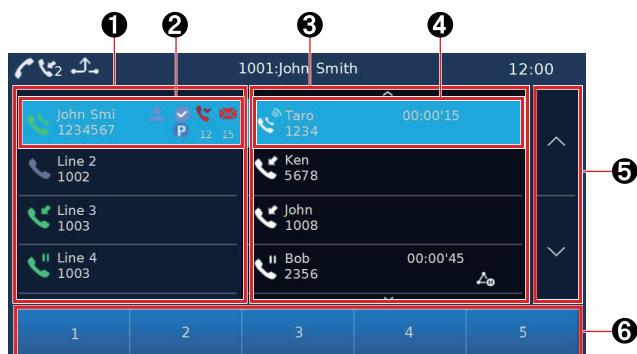 1 2 3 4
2 1001:John Smith 12:00
John Smi
1234567 P 12 15
Line 2
1002
Line 3
1003
Line 4
1003
Taro 00:00'15
1234
Ken
5678
John
1008
Bob 00:00'45
2356
5
1 2 3 4 5
6